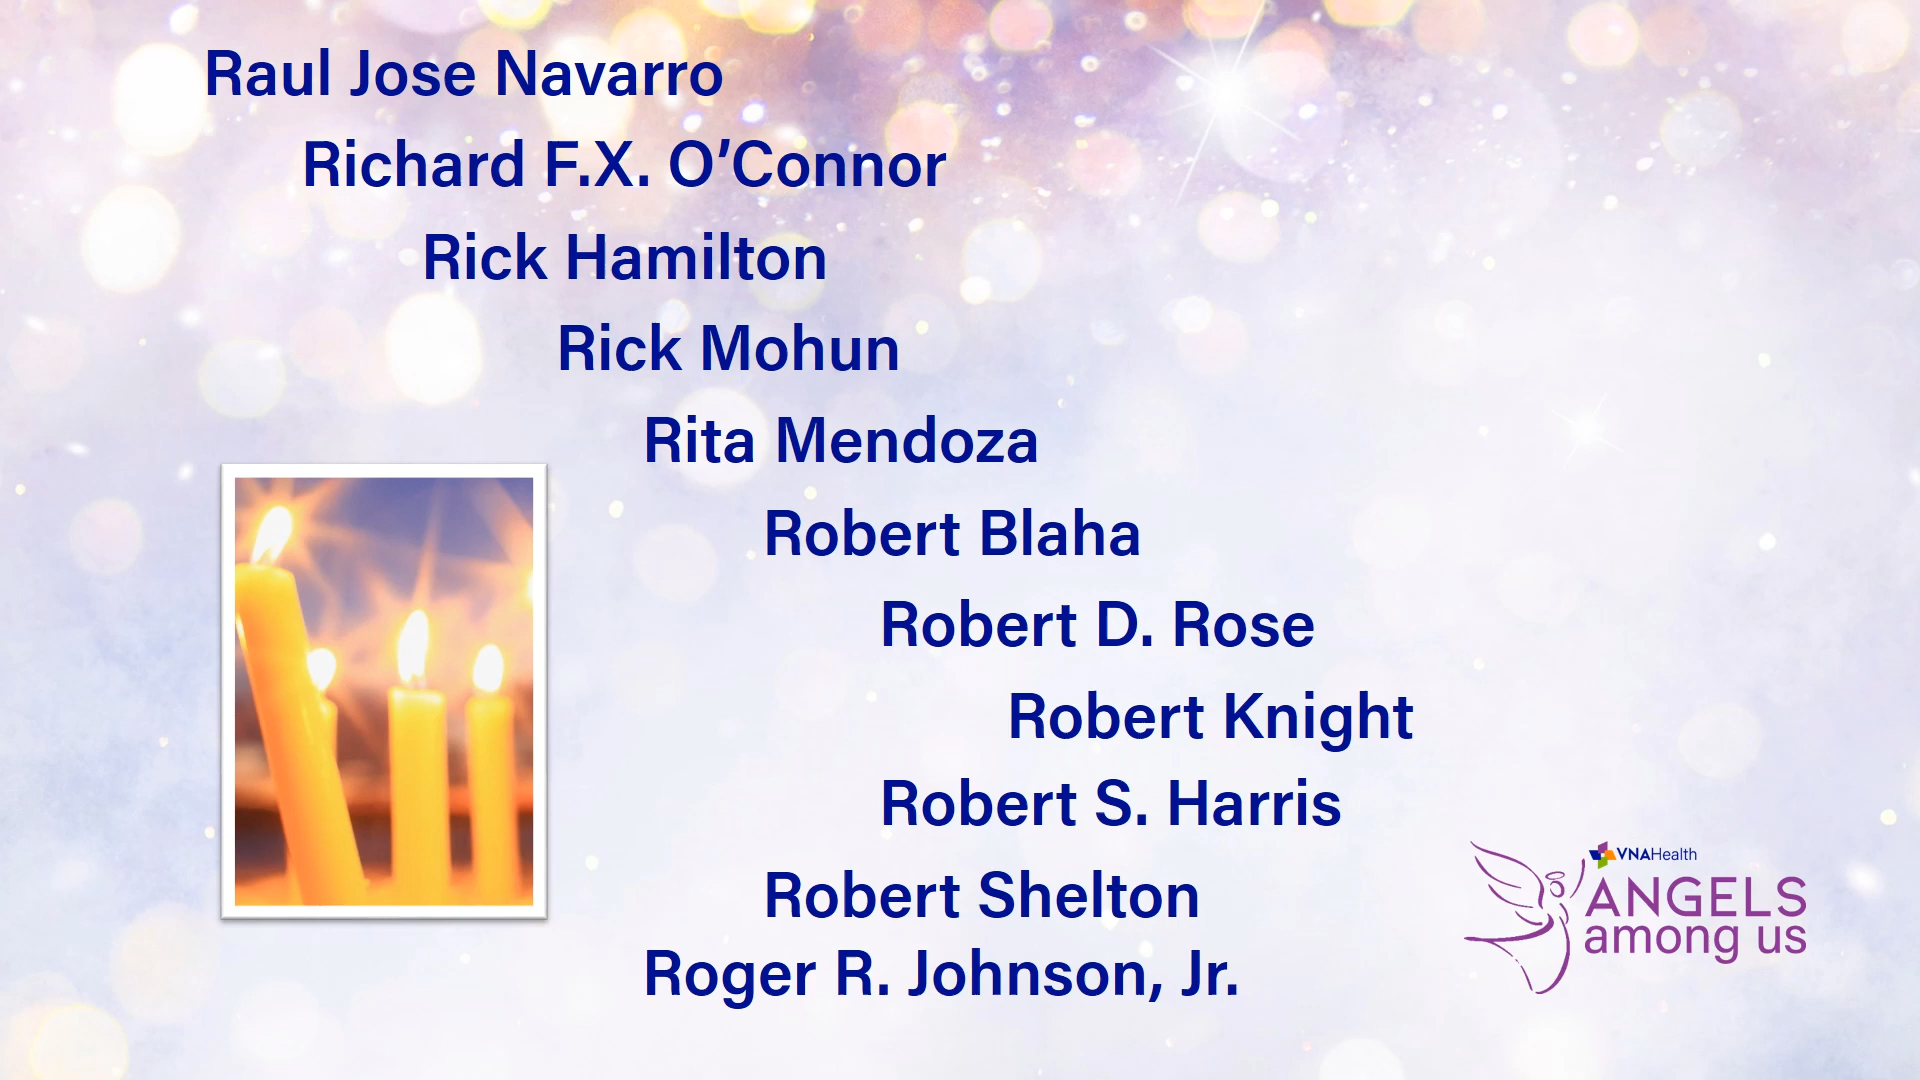 Raul Jose Navarro
Richard F.X. O’Connor
Rick Hamilton
Rick Mohun
Rita Mendoza
Robert Blaha
Robert D. Rose
Robert Knight
Robert S. Harris
Robert Shelton
Roger R. Johnson, Jr.
VNAHealth
ANGELS
among us